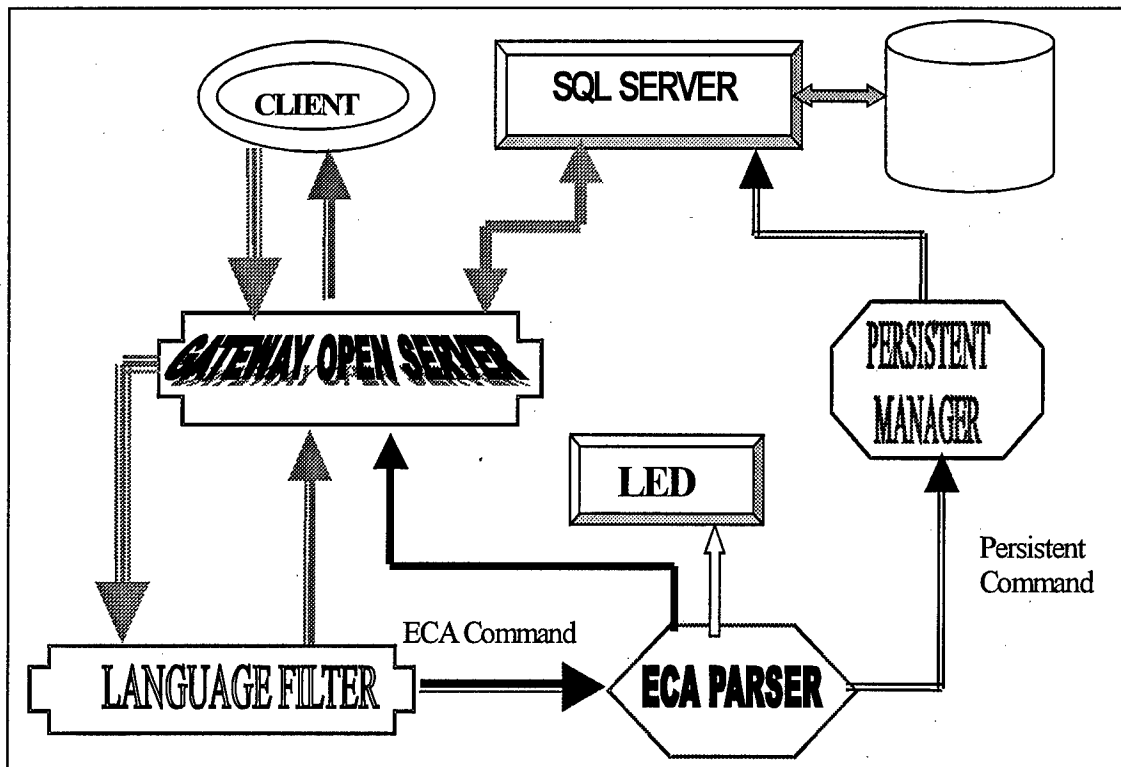 CLIENT
SQL SERVER
GATEWAY OPEN SERVER
PERSISTENT
MANAGER
LED
Persistent
Command
ECA Command
LANGUAGE FILTER
ECA PARSER